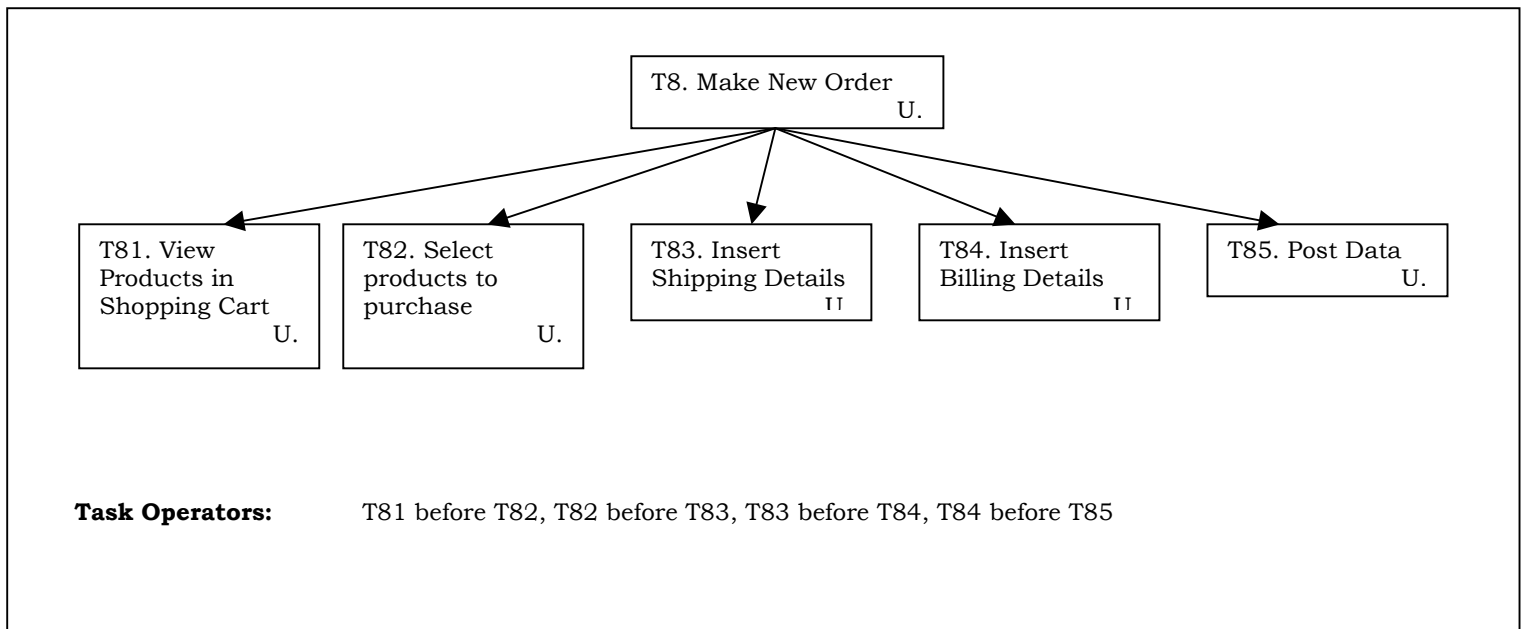 T8. Make New Order
U.
T81. View
Products in
Shopping Cart
U.
T82. Select
products to
purchase
U.
T83. Insert
Shipping Details
U
T84. Insert
Billing Details
U
T85. Post Data
U.
Task Operators: T81 before T82, T82 before T83, T83 before T84, T84 before T85